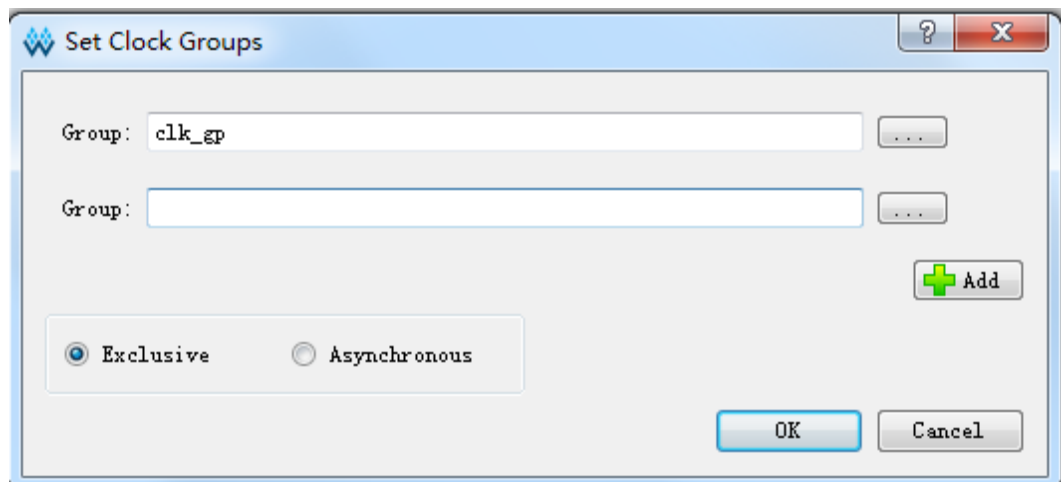 Set Clock Groups
Group: clk_gp ...
Group: ...
Add
Exclusive Asynchronous
OK Cancel